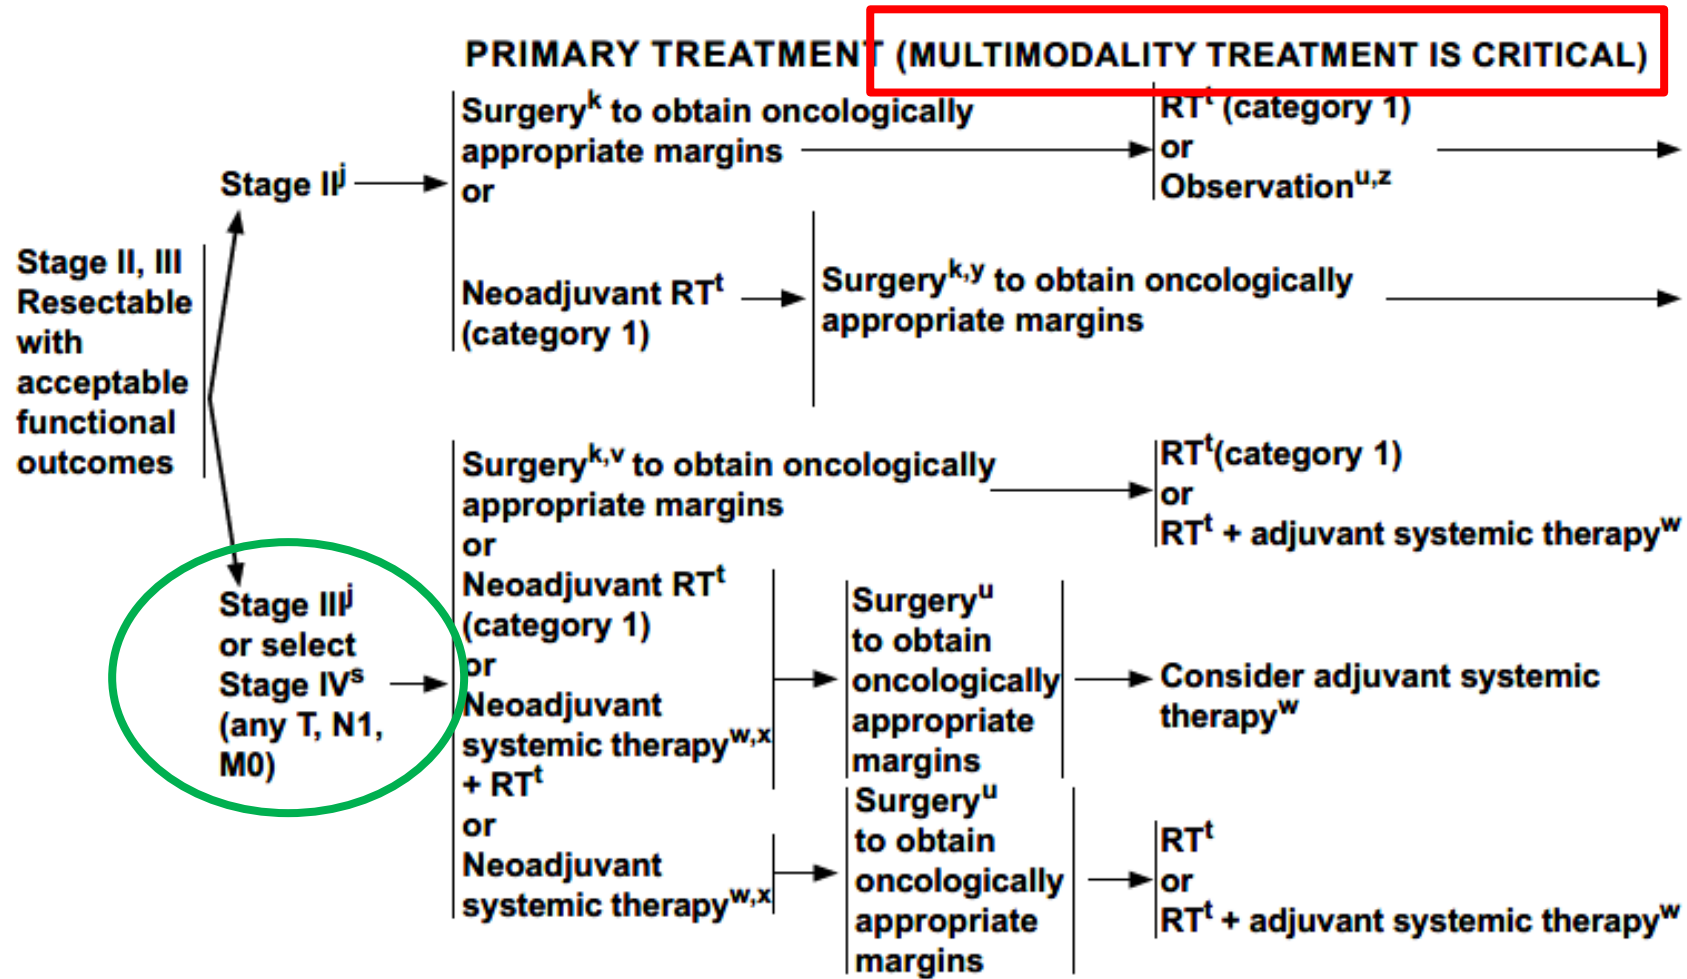 PRIMARY TREATMENT (MULTIMODALITY TREATMENT IS CRITICAL)
Stage II, III
Resectable
with
acceptable
functional
outcomes
Stage IIʲ
Surgeryᵏ to obtain oncologically
appropriate margins
or
RTᵗ (category 1)
or
Observationᵘ,ᶻ
Neoadjuvant RTᵗ
(category 1)
Surgeryᵏ,ʸ to obtain oncologically
appropriate margins
Stage IIIʲ
or select
Stage IVˢ
(any T, N1,
M0)
Surgeryᵏ,ᵛ to obtain oncologically
appropriate margins
or
RTᵗ(category 1)
or
RTᵗ + adjuvant systemic therapyʷ
Neoadjuvant RTᵗ
(category 1)
or
Neoadjuvant
systemic therapyʷ,ˣ
+ RTᵗ
or
Surgeryᵘ
to obtain
oncologically
appropriate
margins
Consider adjuvant systemic
therapyʷ
Neoadjuvant
systemic therapyʷ,ˣ
Surgeryᵘ
to obtain
oncologically
appropriate
margins
RTᵗ
or
RTᵗ + adjuvant systemic therapyʷ